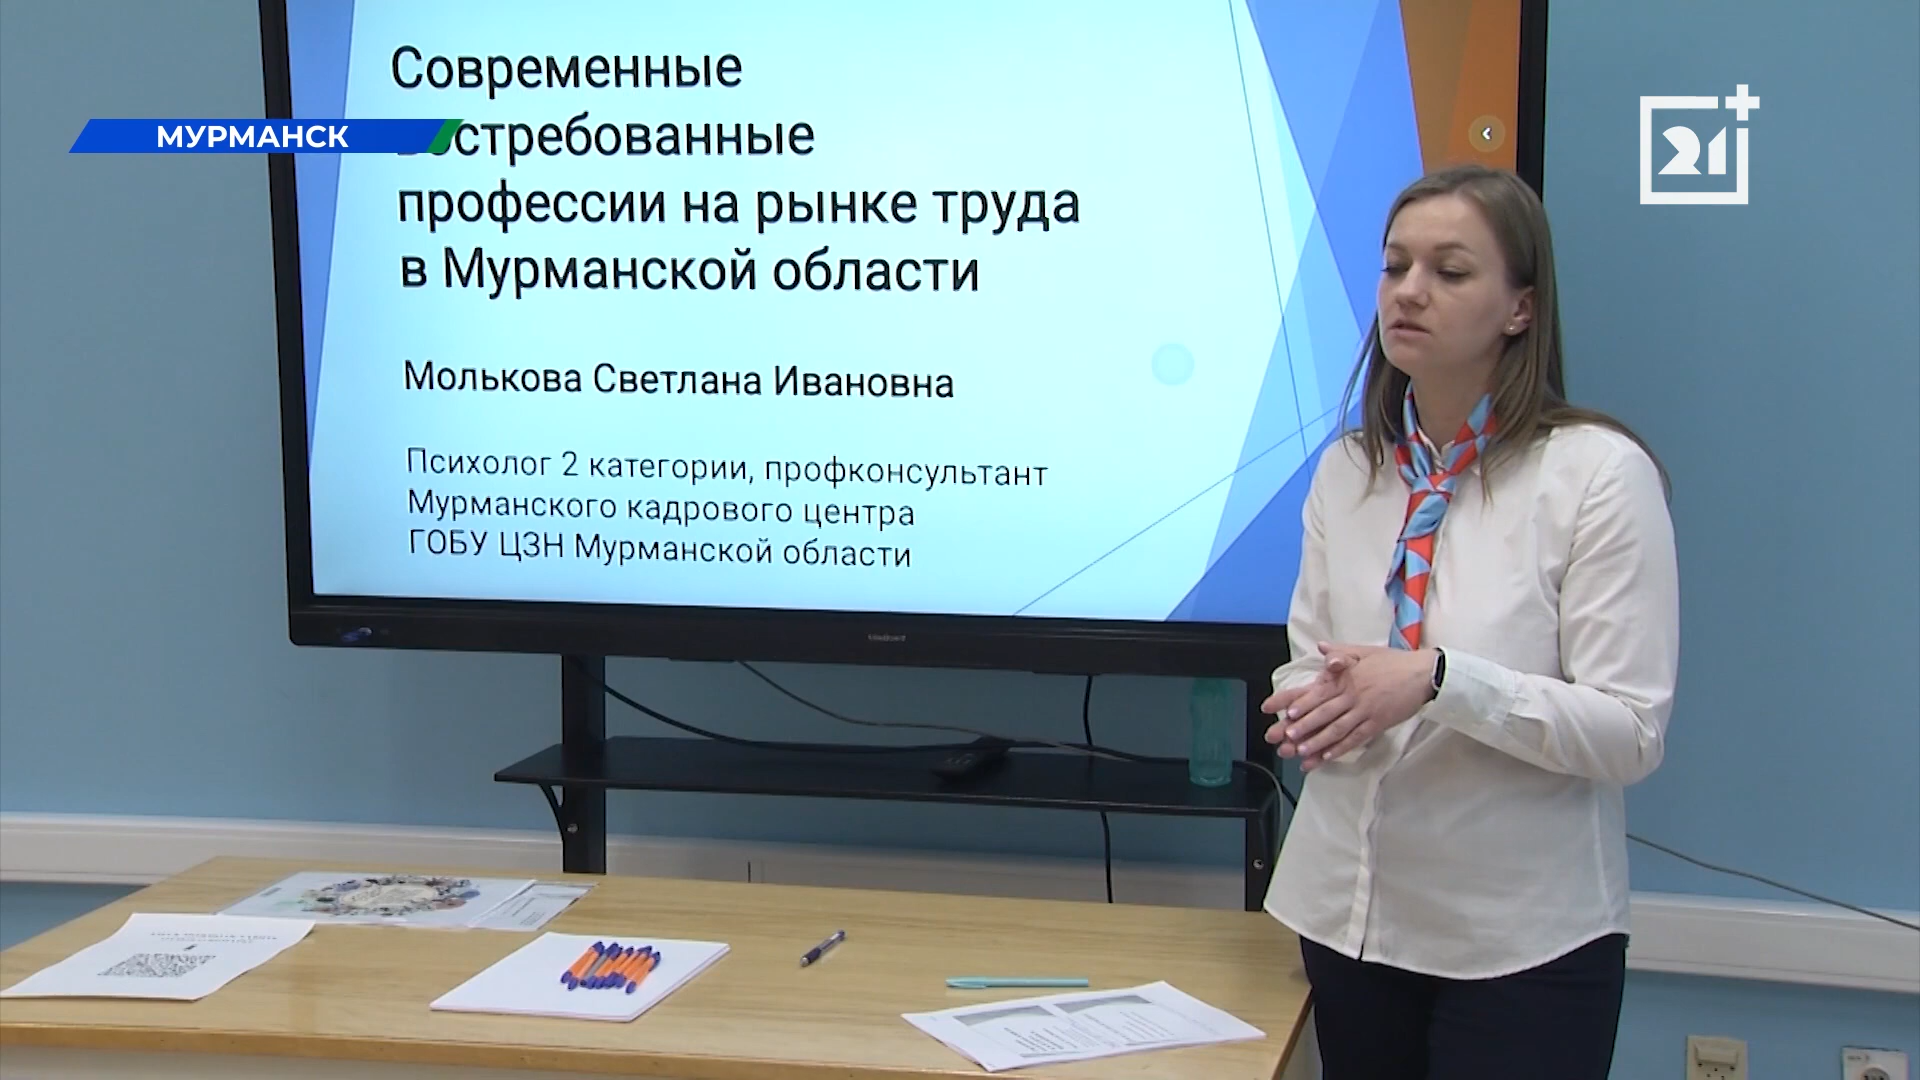 Современные
МУРМАНСК
востребованные
профессии на рынке труда
в Мурманской области
Молькова Светлана Ивановна
Психолог 2 категории, профконсультант
Мурманского кадрового центра
ГОБУ ЦЗН Мурманской области
21+